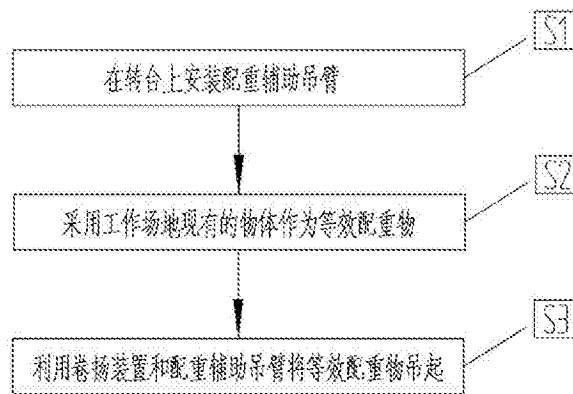 S1
在转台上安装配重辅助吊臂
S2
采用工作场地现有的物体作为等效配重物
S3
利用卷扬装置和配重辅助吊臂将等效配重物吊起